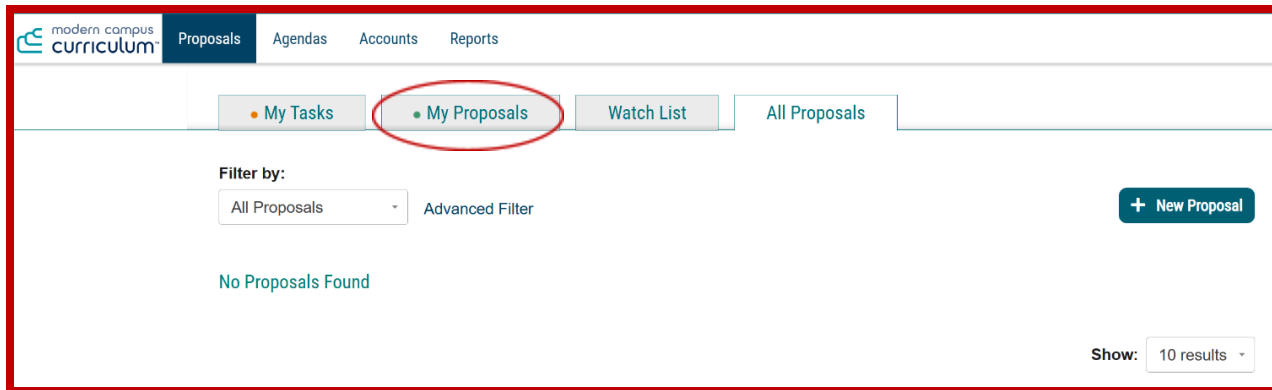 modern campus
curriculum™
Proposals Agendas Accounts Reports
My Tasks My Proposals Watch List All Proposals
Filter by:
All Proposals Advanced Filter
+ New Proposal
No Proposals Found
Show: 10 results